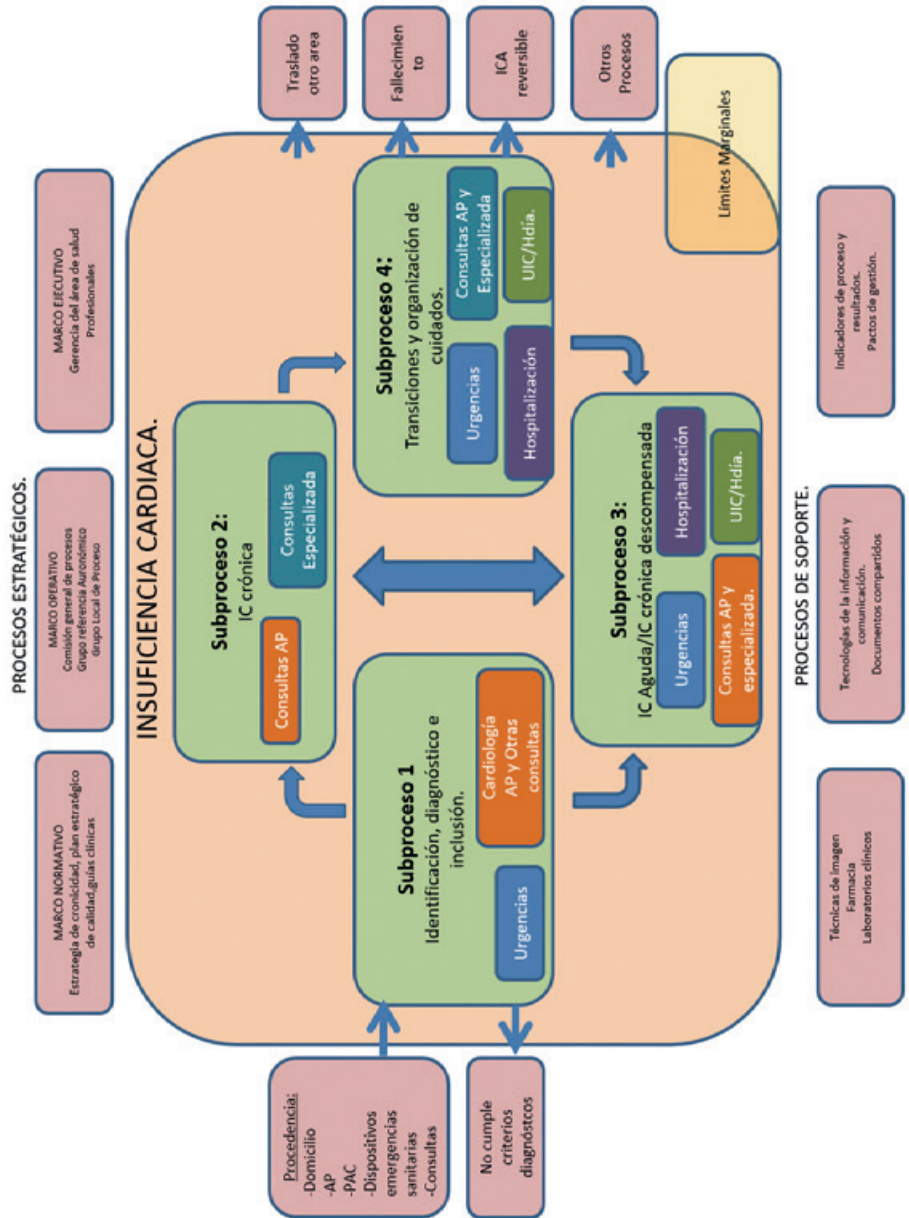 PROCESOS ESTRATÉGICOS.
MARCO NORMATIVO
Estrategia de cronicidad, plan estratégico
de calidad,guías clínicas
MARCO OPERATIVO
Comisión general de procesos
Grupo referencia Auronómico
Grupo Local de Proceso
MARCO EJECUTIVO
Gerencia del área de salud
Profesionales
INSUFICIENCIA CARDIACA.
Procedencia:
-Domicilio
-AP
-PAC
-Dispositivos
emergencias
sanitarias
-Consultas
No cumple
criterios
diagnóstcos
Subproceso 1
Identificación, diagnóstico e
inclusión.
Urgencias
Cardiología
AP y Otras
consultas
Subproceso 2:
IC crónica
Consultas AP
Consultas
Especializada
Subproceso 3:
IC Aguda/IC crónica descompensada
Urgencias
Hospitalización
Consultas AP y
especializada.
UIC/Hdía.
Subproceso 4:
Transiciones y organización de
cuidados.
Urgencias
Consultas AP y
Especializada
Hospitalización
UIC/Hdía.
Traslado
otro area
Fallecimien
to
ICA
reversible
Otros
Procesos
Límites Marginales
PROCESOS DE SOPORTE.
Técnicas de imagen
Farmacia
Laboratorios clínicos
Tecnologías de la información y
comunicación.
Documentos compartidos
Indicadores de proceso y
resultados.
Pactos de gestión.